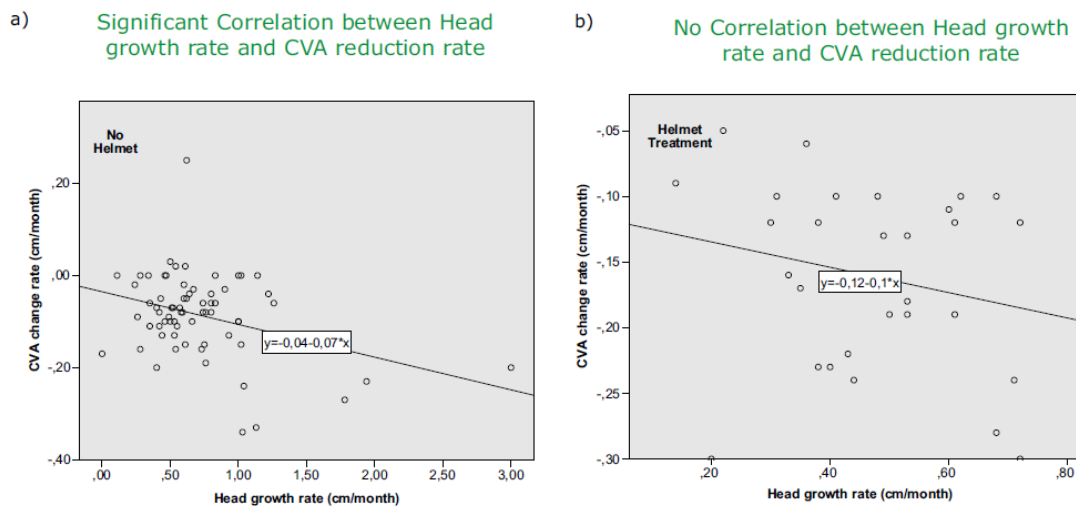 a)
Significant Correlation between Head
growth rate and CVA reduction rate
No
Helmet
CVA change rate (cm/month)
,20
,00
-,20
-,40
y=-0,04-0,07*x
,00
,50
1,00
1,50
2,00
2,50
3,00
Head growth rate (cm/month)
b)
No Correlation between Head growth
rate and CVA reduction rate
Helmet
Treatment
CVA change rate (cm/month)
-,05
-,10
-,15
-,20
-,25
-,30
y=-0,12-0,1*x
,20
,40
,60
,80
Head growth rate (cm/month)